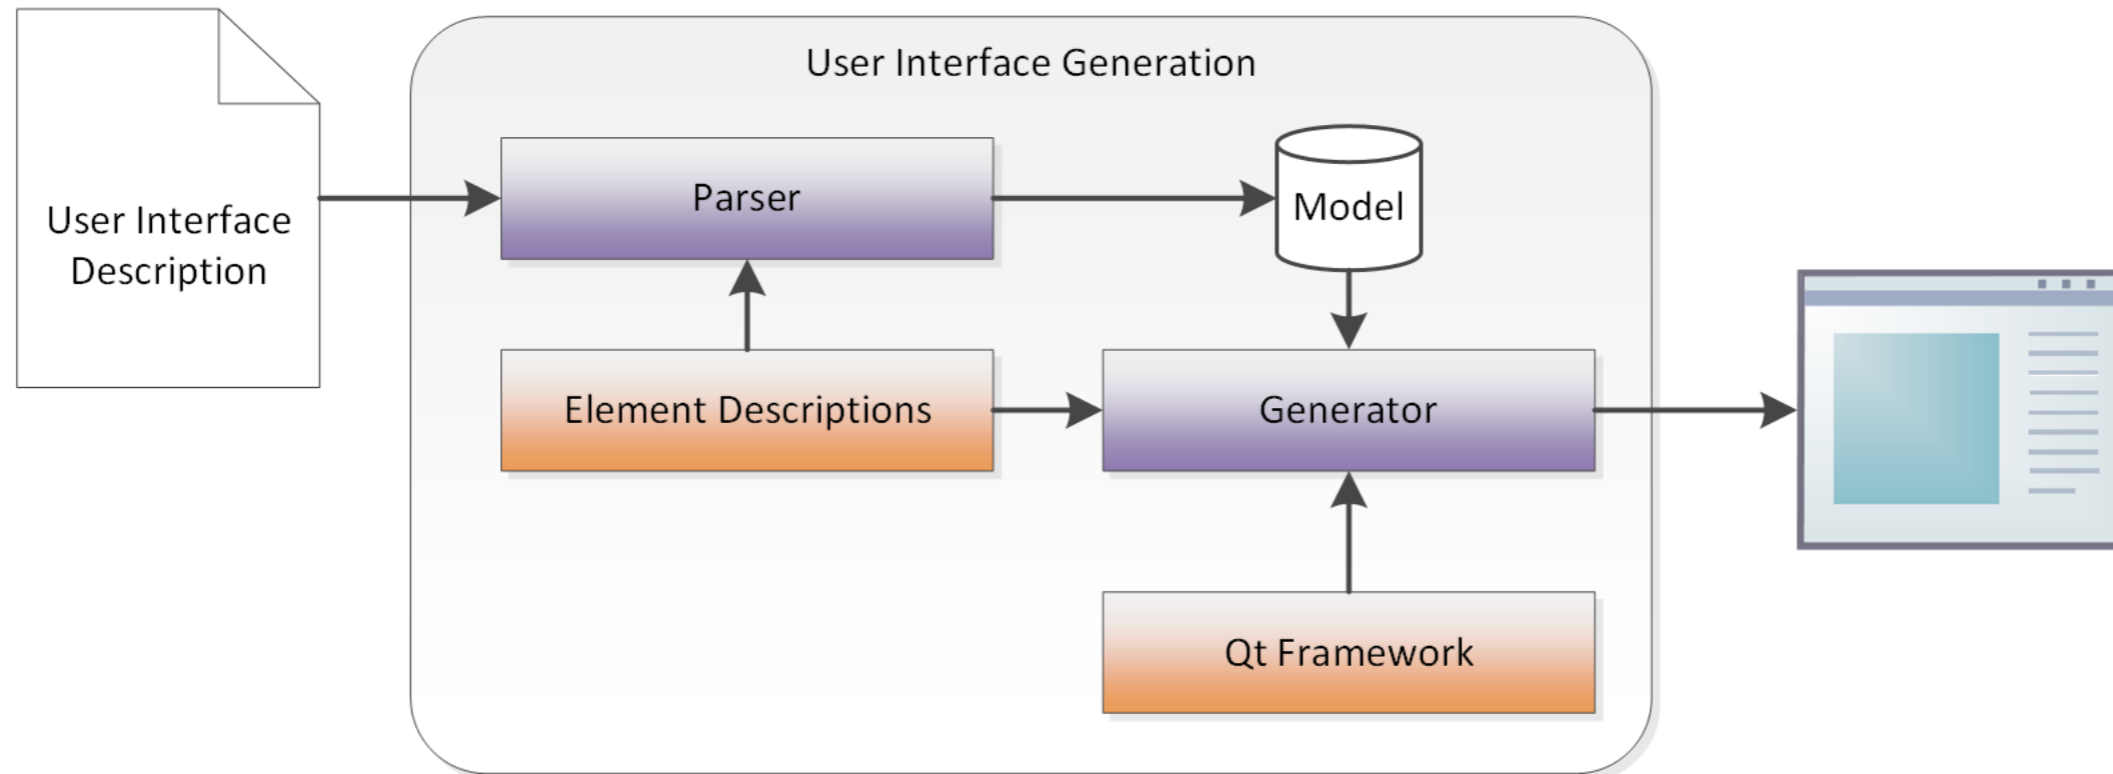 User Interface Generation
User Interface
Description
Parser
Model
Element Descriptions
Generator
Qt Framework